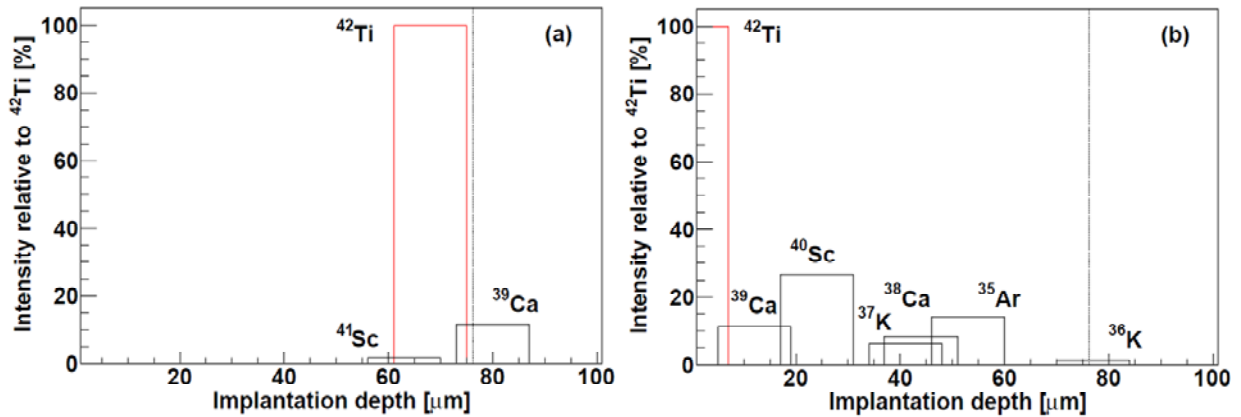 Intensity relative to ⁴²Ti [%]
100
80
60
40
20
0
⁴²Ti
(a)
³⁹Ca
⁴¹Sc
20
40
60
80
100
Implantation depth [μm]
Intensity relative to ⁴²Ti [%]
100
80
60
40
20
0
⁴²Ti
(b)
⁴⁰Sc
³⁹Ca
³⁸Ca
³⁵Ar
³⁷K
³⁶K
20
40
60
80
100
Implantation depth [μm]